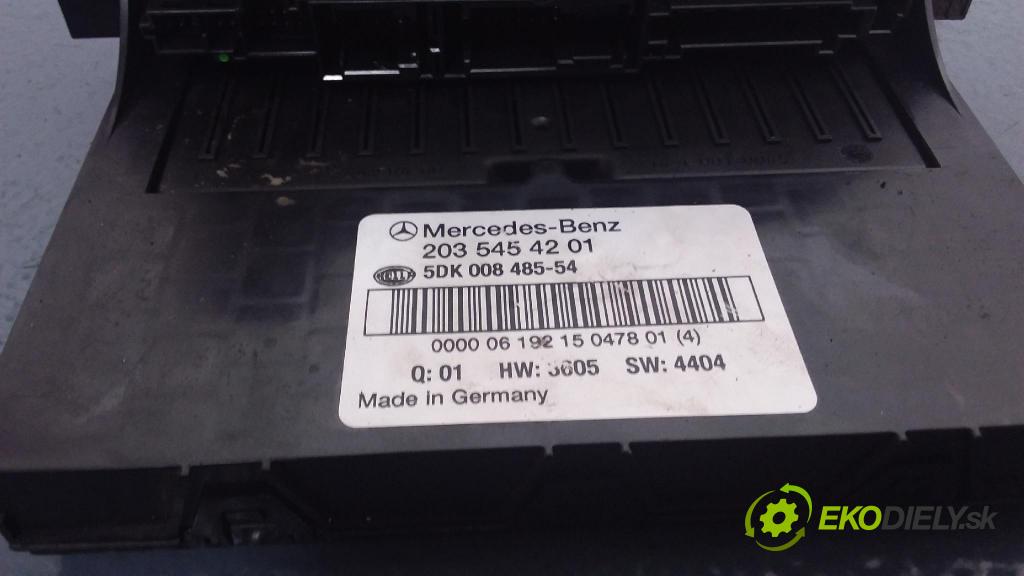 Mercedes-Benz
203 545 42 01
HELLA 5DK 008 485-54
0000 06 192 15 0478 01 (4)
Q: 01 HW: 3605 SW: 4404
Made in Germany
EKODIELY.sk